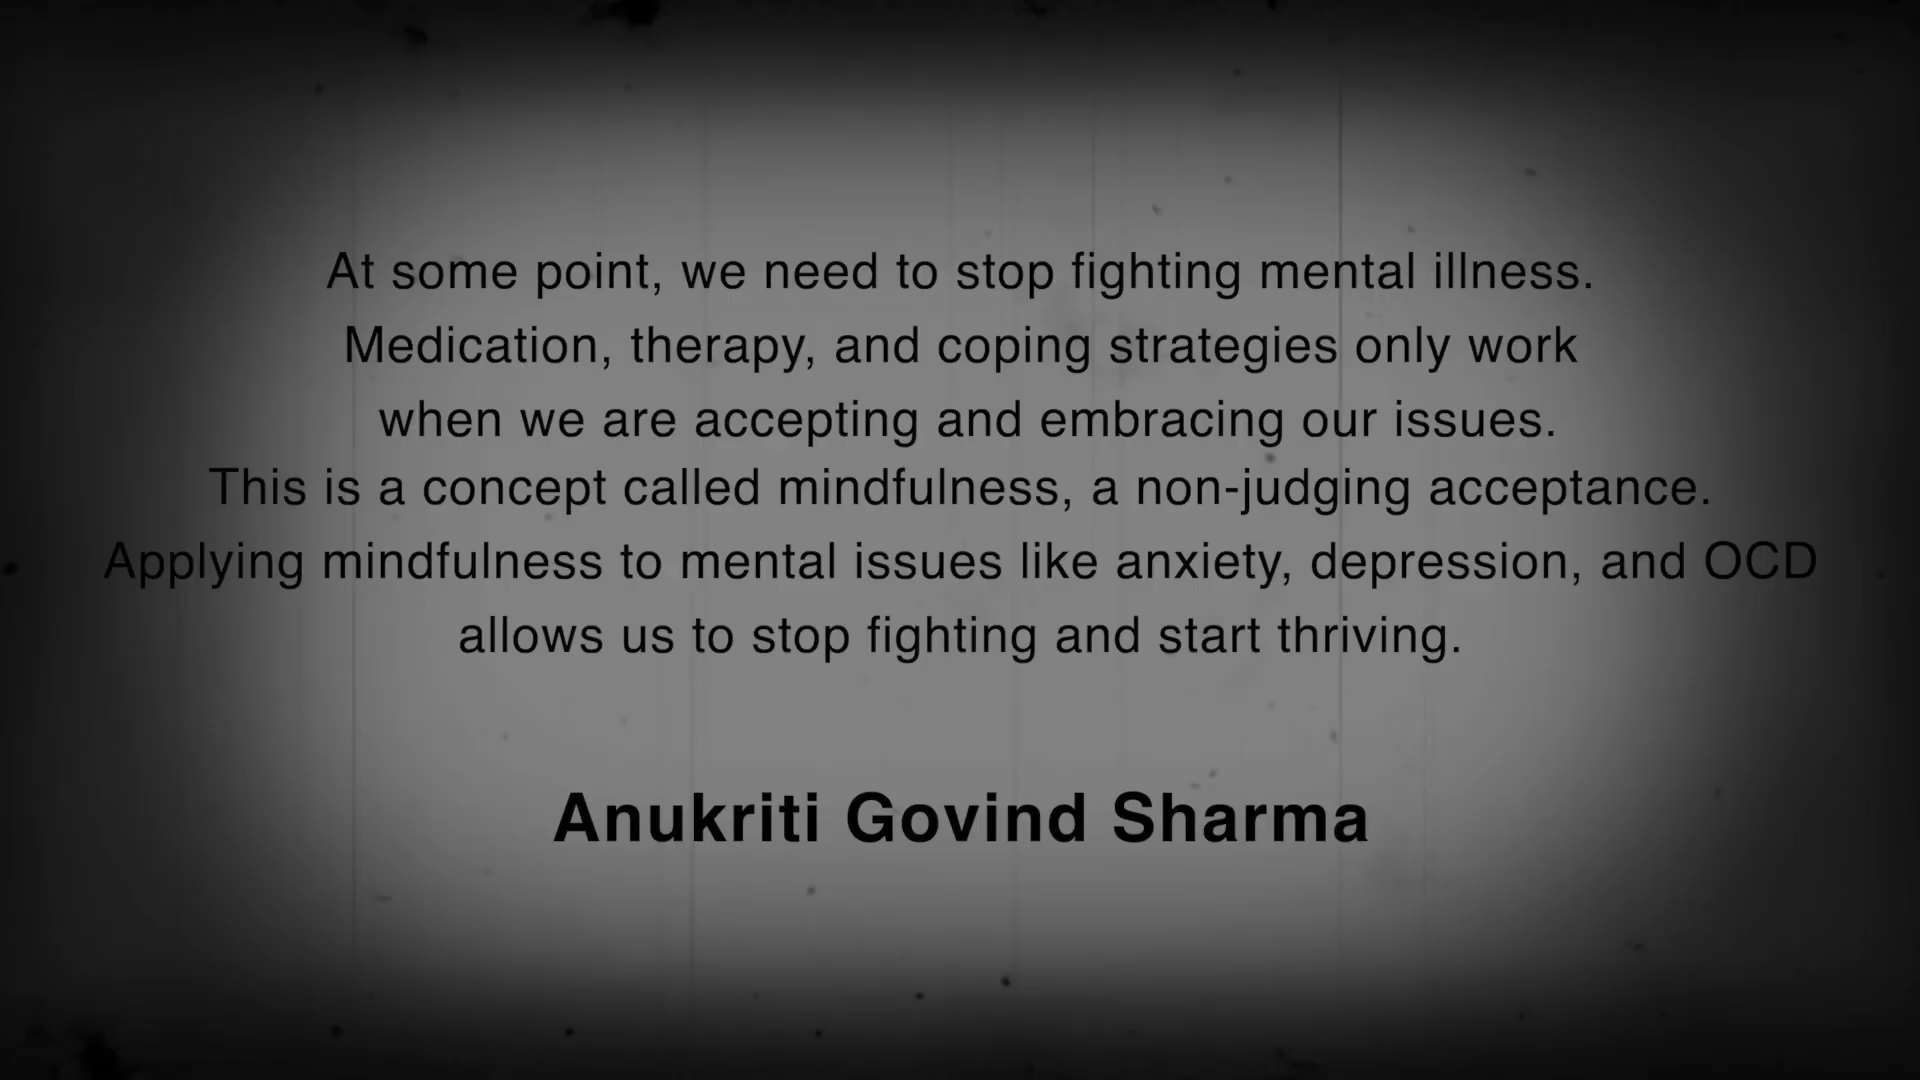 At some point, we need to stop fighting mental illness.
Medication, therapy, and coping strategies only work
when we are accepting and embracing our issues.
This is a concept called mindfulness, a non-judging acceptance.
Applying mindfulness to mental issues like anxiety, depression, and OCD
allows us to stop fighting and start thriving.
Anukriti Govind Sharma